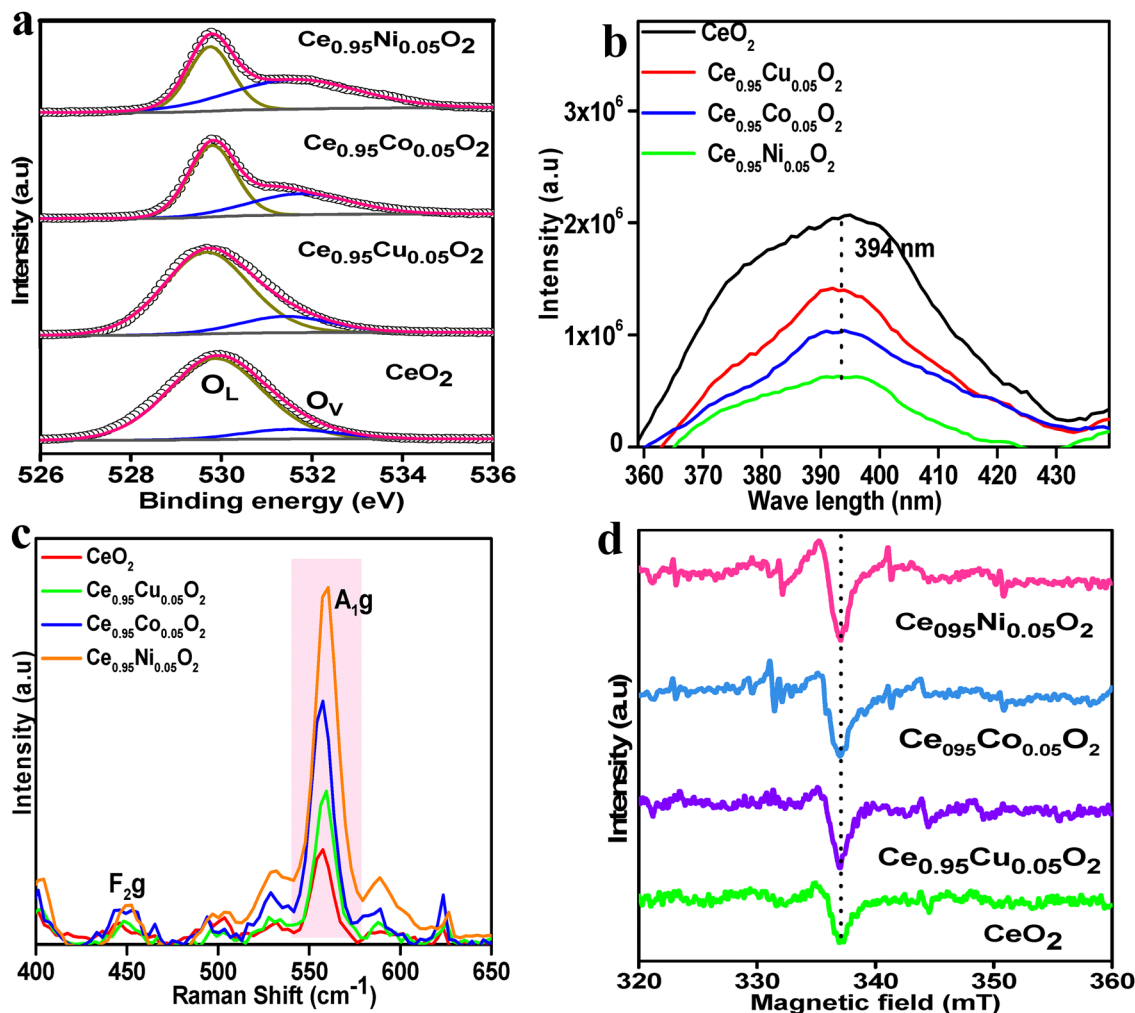 a
Ce0.95Ni0.05O2
Ce0.95Co0.05O2
Ce0.95Cu0.05O2
CeO2
OL
OV
Intensity (a.u)
526 528 530 532 534 536
Binding energy (eV)
b
CeO2
Ce0.95Cu0.05O2
Ce0.95Co0.05O2
Ce0.95Ni0.05O2
394 nm
3x10^6
2x10^6
1x10^6
0
Intensity (a.u)
360 370 380 390 400 410 420 430
Wave length (nm)
c
CeO2
Ce0.95Cu0.05O2
Ce0.95Co0.05O2
Ce0.95Ni0.05O2
A1g
F2g
Intensity (a.u)
400 450 500 550 600 650
Raman Shift (cm-1)
d
Ce095Ni0.05O2
Ce095Co0.05O2
Ce0.95Cu0.05O2
CeO2
Intensity (a.u)
320 330 340 350 360
Magnetic field (mT)